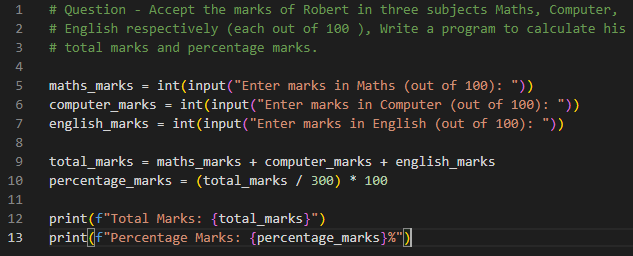 1 # Question - Accept the marks of Robert in three subjects Maths, Computer,
2 # English respectively (each out of 100 ), Write a program to calculate his
3 # total marks and percentage marks.
4
5 maths_marks = int(input("Enter marks in Maths (out of 100): "))
6 computer_marks = int(input("Enter marks in Computer (out of 100): "))
7 english_marks = int(input("Enter marks in English (out of 100): "))
8
9 total_marks = maths_marks + computer_marks + english_marks
10 percentage_marks = (total_marks / 300) * 100
11
12 print(f"Total Marks: {total_marks}")
13 print(f"Percentage Marks: {percentage_marks}%")